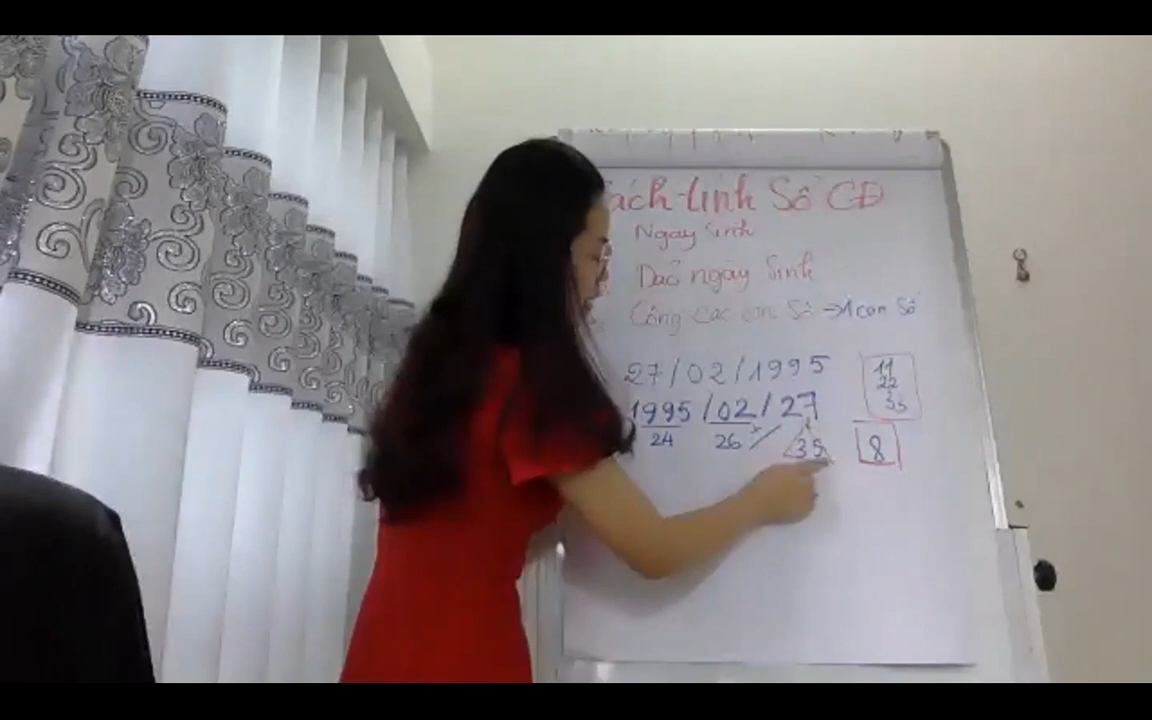 ách tính Số CĐ
Ngày sinh
Đảo ngày sinh
Cộng các con số → 1 con số
27/02/1995
11
22
33
1995/02/27
24 26 + 35
8